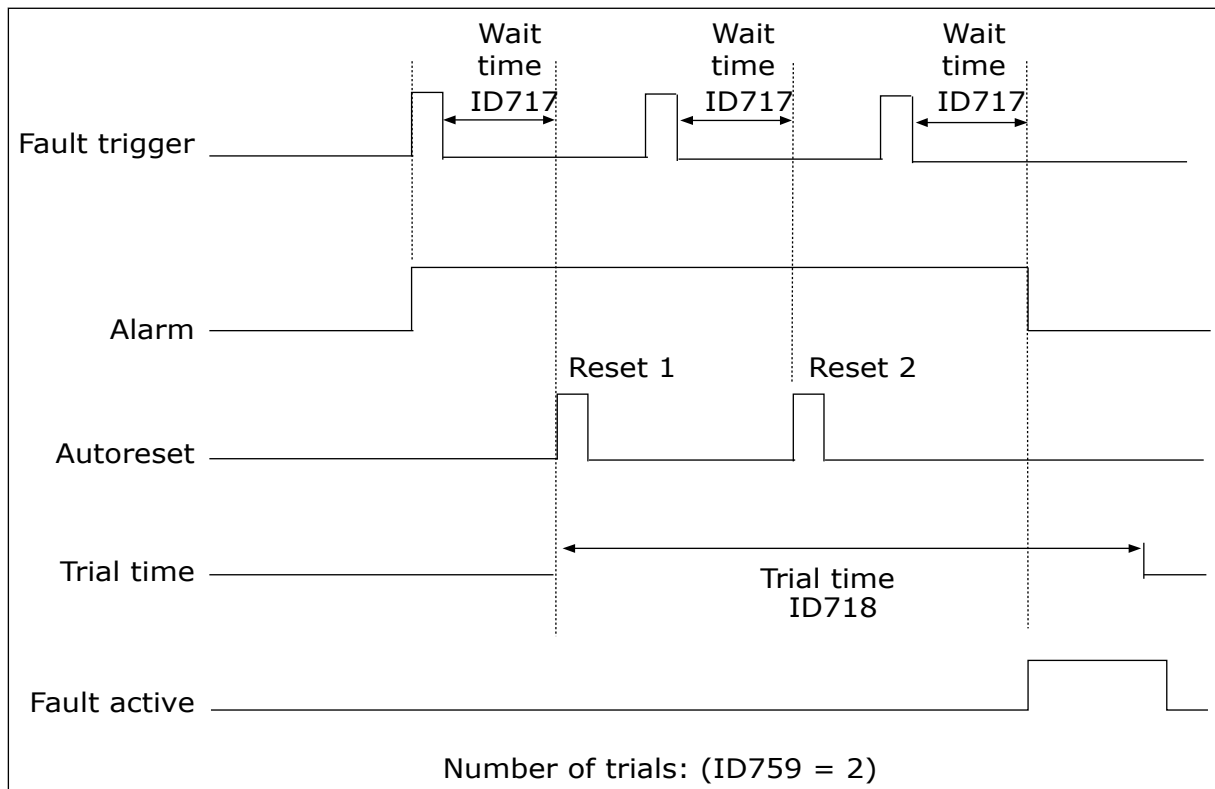 Wait
time
ID717
Wait
time
ID717
Wait
time
ID717
Fault trigger
Alarm
Reset 1
Reset 2
Autoreset
Trial time
Trial time
ID718
Fault active
Number of trials: (ID759 = 2)